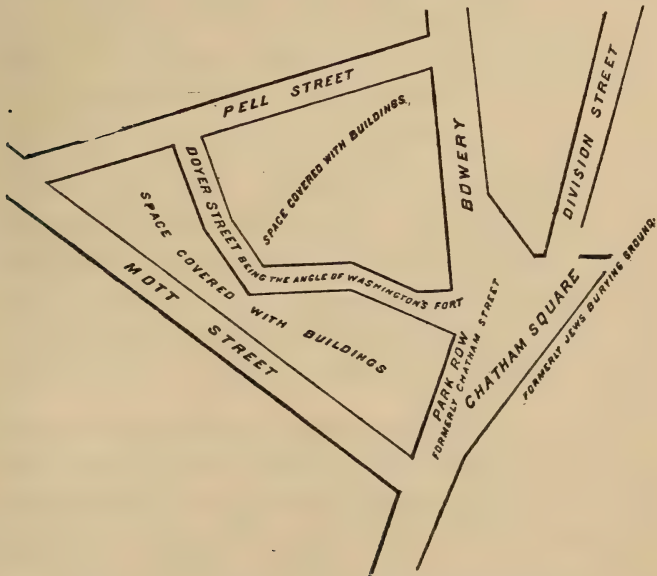 PELL STREET
SPACE COVERED WITH BUILDINGS.
BOWERY
DIVISION STREET
DOYER STREET BEING THE ANGLE OF WASHINGTON'S FORT
SPACE COVERED WITH BUILDINGS
MOTT STREET
PARK ROW
FORMERLY CHATHAM STREET
CHATHAM SQUARE
FORMERLY JEWS BURYING GROUND.